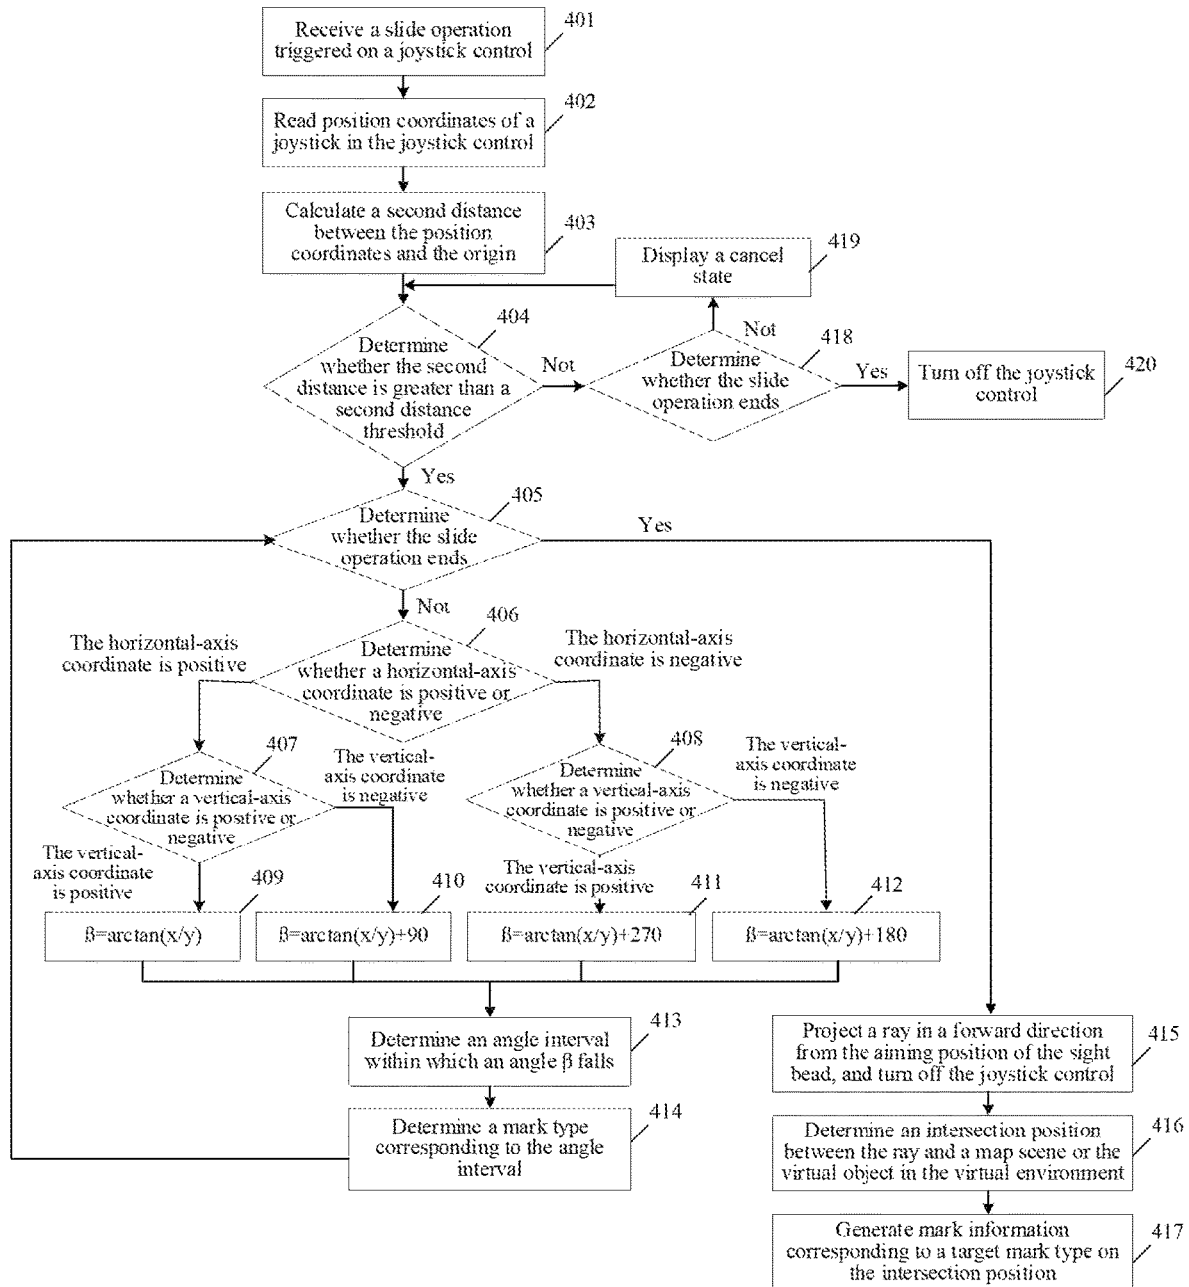 Receive a slide operation
triggered on a joystick control
401
Read position coordinates of a
joystick in the joystick control
402
Calculate a second distance
between the position
coordinates and the origin
403
Display a cancel
state
419
Determine
whether the second
distance is greater than a
second distance
threshold
404
Not
Determine
whether the slide
operation ends
418
Not
Yes
Turn off the joystick
control
420
Yes
Determine
whether the slide
operation ends
405
Yes
Not
Determine
whether a horizontal-axis
coordinate is positive or
negative
406
The horizontal-axis
coordinate is positive
The horizontal-axis
coordinate is negative
Determine
whether a vertical-axis
coordinate is positive or
negative
407
The vertical-
axis coordinate
is negative
Determine
whether a vertical-axis
coordinate is positive or
negative
408
The vertical-
axis coordinate
is negative
The vertical-
axis coordinate
is positive
The vertical-axis
coordinate is positive
ß=arctan(x/y)
409
ß=arctan(x/y)+90
410
ß=arctan(x/y)+270
411
ß=arctan(x/y)+180
412
Determine an angle interval
within which an angle β falls
413
Determine a mark type
corresponding to the angle
interval
414
Project a ray in a forward direction
from the aiming position of the sight
bead, and turn off the joystick control
415
Determine an intersection position
between the ray and a map scene or the
virtual object in the virtual environment
416
Generate mark information
corresponding to a target mark type on
the intersection position
417